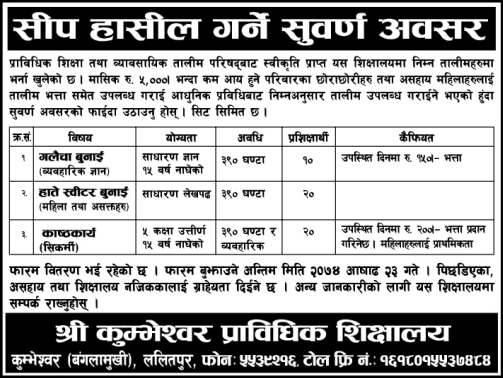 सीप हासील गर्ने सुवर्ण अवसर
प्राविधिक शिक्षा तथा व्यावसायिक तालीम परिषद्बाट स्वीकृति प्राप्त यस शिक्षालयमा निम्न तालीमहरुमा
भर्ना खुलेको छ । मासिक रु. ५,०००। भन्दा कम आय हुने परिवारका छोराछोरीहरु तथा असहाय महिलाहरुलाई
तालीम भत्ता समेत उपलब्ध गराई आधुनिक प्रविधिबाट निम्नअनुसार तालीम उपलब्ध गराईने भएको हुंदा
सुवर्ण अवसरको फाईदा उठाउनु होस् । सिट सिमित छ ।
क्र.सं. विषय योग्यता अवधि प्रशिक्षार्थी कैफियत
१ गलैंचा बुनाई (व्यवहारिक ज्ञान) साधारण ज्ञान १५ वर्ष नाघेको ३९० घण्टा १० उपस्थित दिनमा रु. १५०।- भत्ता
२. हाते स्वीटर बुनाई (महिला तथा असक्तहरु) साधारण लेखपढ ३९० घण्टा २०
३. काष्ठकार्य (सिकर्मी) ५ कक्षा उत्तीर्ण १५ वर्ष नाघेको ३९० घण्टा र व्यवहारिक २० उपस्थित दिनमा रु. २००।- भत्ता प्रदान गरिनेछ । महिलाहरुलाई प्राथमिकता
फारम वितरण भई रहेको छ । फारम बुझाउने अन्तिम मिति २०७४ आषाढ २३ गते । पिछडिएका,
असहाय तथा शिक्षालय नजिककालाई ग्राहेयता दिईने छ । अन्य जानकारीको लागी यस शिक्षालयमा
सम्पर्क राख्नुहोस् ।
श्री कुम्भेश्वर प्राविधिक शिक्षालय
कुम्भेश्वर (बंगलामुखी), ललितपुर, फोनः ५५३९२१६, टोल फ्रि नं.: १६१८०१५५३७४८४